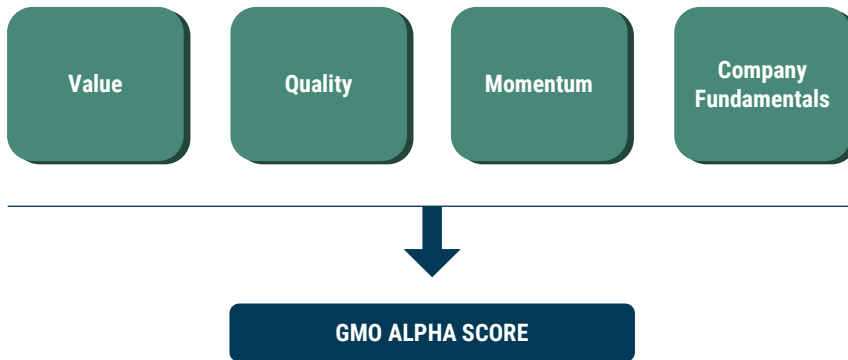 Value
Quality
Momentum
Company
Fundamentals
GMO ALPHA SCORE